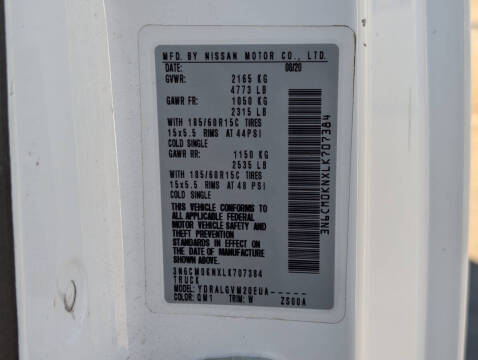 MFD. BY NISSAN MOTOR CO., LTD.
DATE: 08/20
GVWR: 2165 KG
4773 LB
GAWR FR: 1050 KG
2315 LB
WITH 185/60R15C TIRES
15x5.5 RIMS AT 44PSI
COLD SINGLE
GAWR RR: 1150 KG
2535 LB
WITH 185/60R15C TIRES
15x5.5 RIMS AT 48 PSI
COLD SINGLE
THIS VEHICLE CONFORMS TO
ALL APPLICABLE FEDERAL
MOTOR VEHICLE SAFETY AND
THEFT PREVENTION
STANDARDS IN EFFECT ON
THE DATE OF MANUFACTURE
SHOWN ABOVE.
3N6CM0KNXLK707384
TRUCK
MODEL: YDRALGVM20EUA-----
COLOR: QM1 TRIM: W ZS00A
3N6CM0KNXLK707384